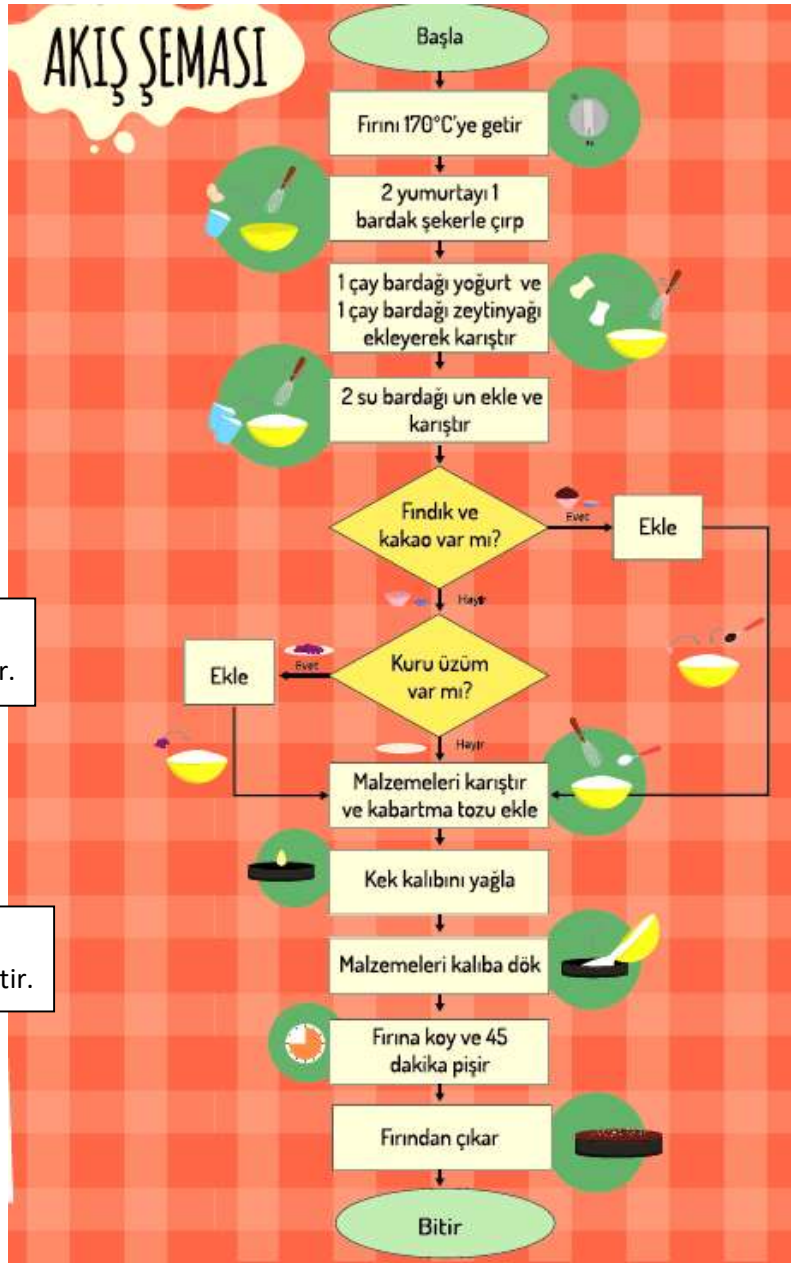 AKIŞ ŞEMASI
Başla
Fırını 170°C'ye getir
2 yumurtayı 1
bardak şekerle çırp
1 çay bardağı yoğurt ve
1 çay bardağı zeytinyağı
ekleyerek karıştır
2 su bardağı un ekle ve
karıştır
Fındık ve
kakao var mı?
Evet
Ekle
Hayır
Kuru üzüm
var mı?
Evet
Ekle
r.
Hayır
Malzemeleri karıştır
ve kabartma tozu ekle
Kek kalıbını yağla
Malzemeleri kalıba dök
tir.
Fırına koy ve 45
dakika pişir
Fırından çıkar
Bitir